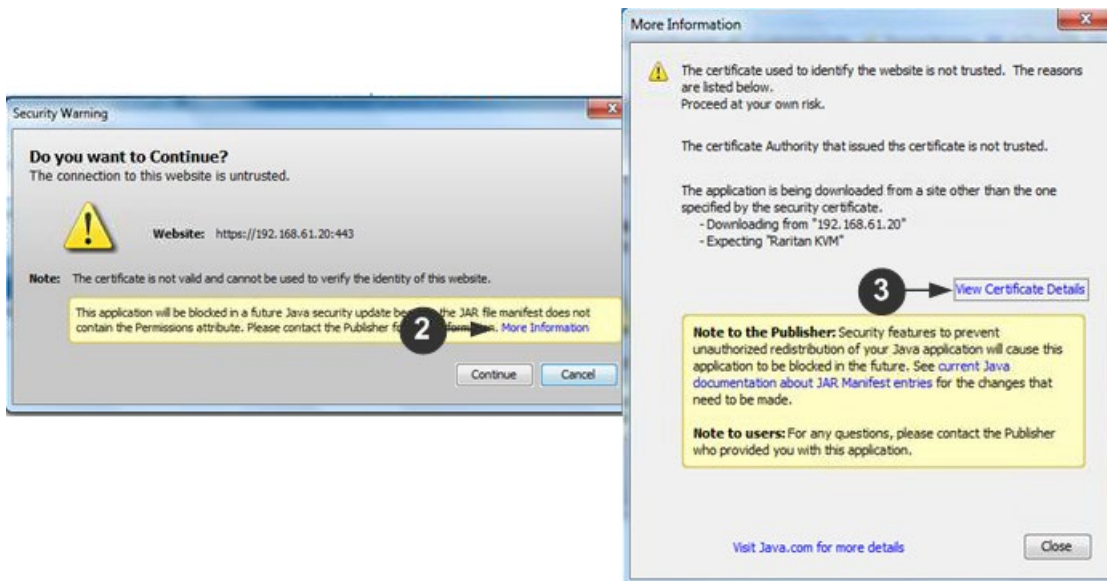 Security Warning
Do you want to Continue?
The connection to this website is untrusted.
Website: https://192.168.61.20:443
Note: The certificate is not valid and cannot be used to verify the identity of this website.
This application will be blocked in a future Java security update the JAR file manifest does not
contain the Permissions attribute. Please contact the Publisher More Information
2
Continue
Cancel
More Information
The certificate used to identify the website is not trusted. The reasons
are listed below.
Proceed at your own risk.
The certificate Authority that issued ths certificate is not trusted.
The application is being downloaded from a site other than the one
specified by the security certificate.
- Downloading from "192.168.61.20"
- Expecting "Raritan KVM"
3
View Certificate Details
Note to the Publisher: Security features to prevent
unauthorized redistribution of your Java application will cause this
application to be blocked in the future. See current Java
documentation about JAR Manifest entries for the changes that
need to be made.
Note to users: For any questions, please contact the Publisher
who provided you with this application.
Visit Java.com for more details
Close